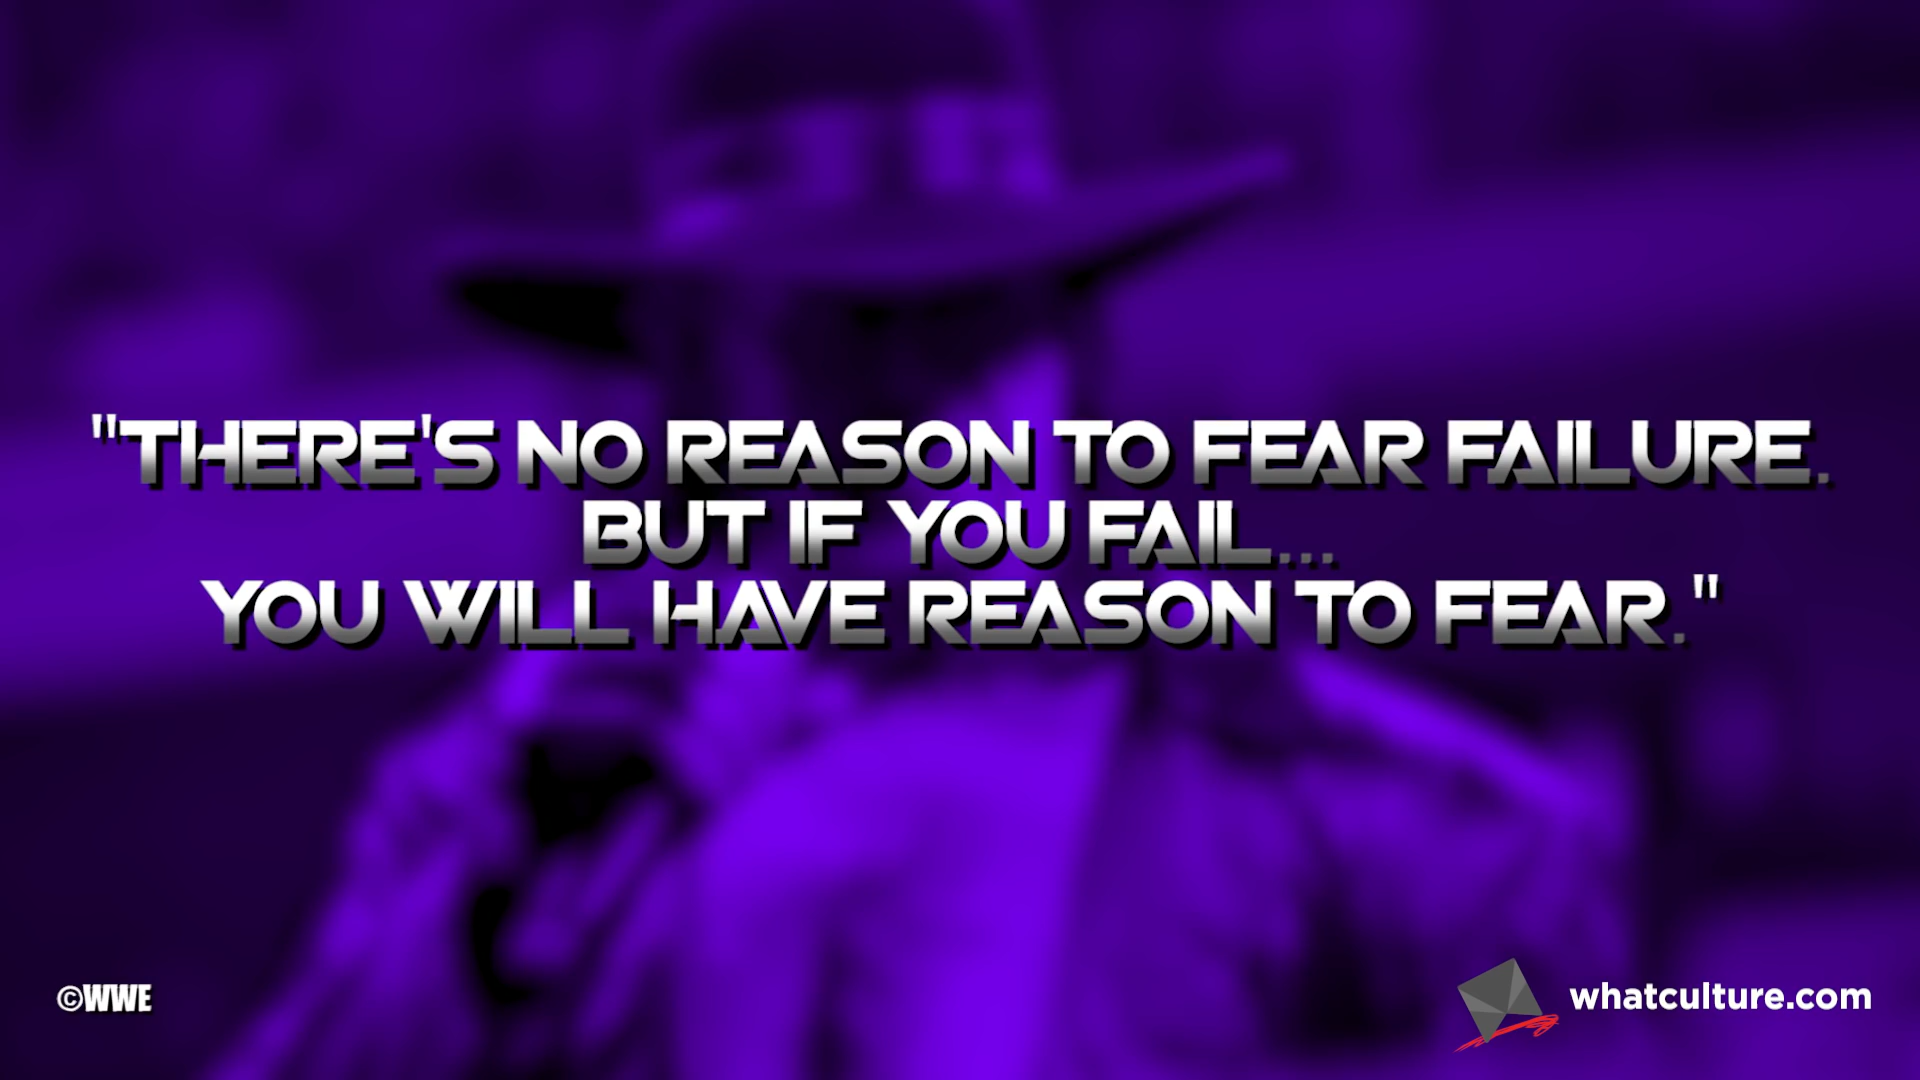 "THERE'S NO REASON TO FEAR FAILURE.
BUT IF YOU FAIL...
YOU WILL HAVE REASON TO FEAR."
©WWE
whatculture.com